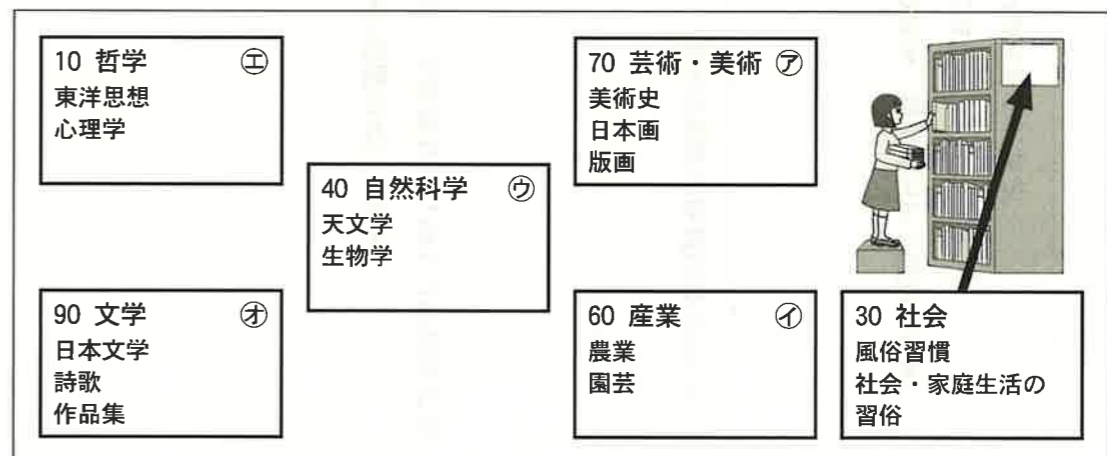 10 哲学 ㋓
東洋思想
心理学
70 芸術・美術 ㋐
美術史
日本画
版画
40 自然科学 ㋒
天文学
生物学
90 文学 ㋔
日本文学
詩歌
作品集
60 産業 ㋑
農業
園芸
30 社会
風俗習慣
社会・家庭生活の
習俗